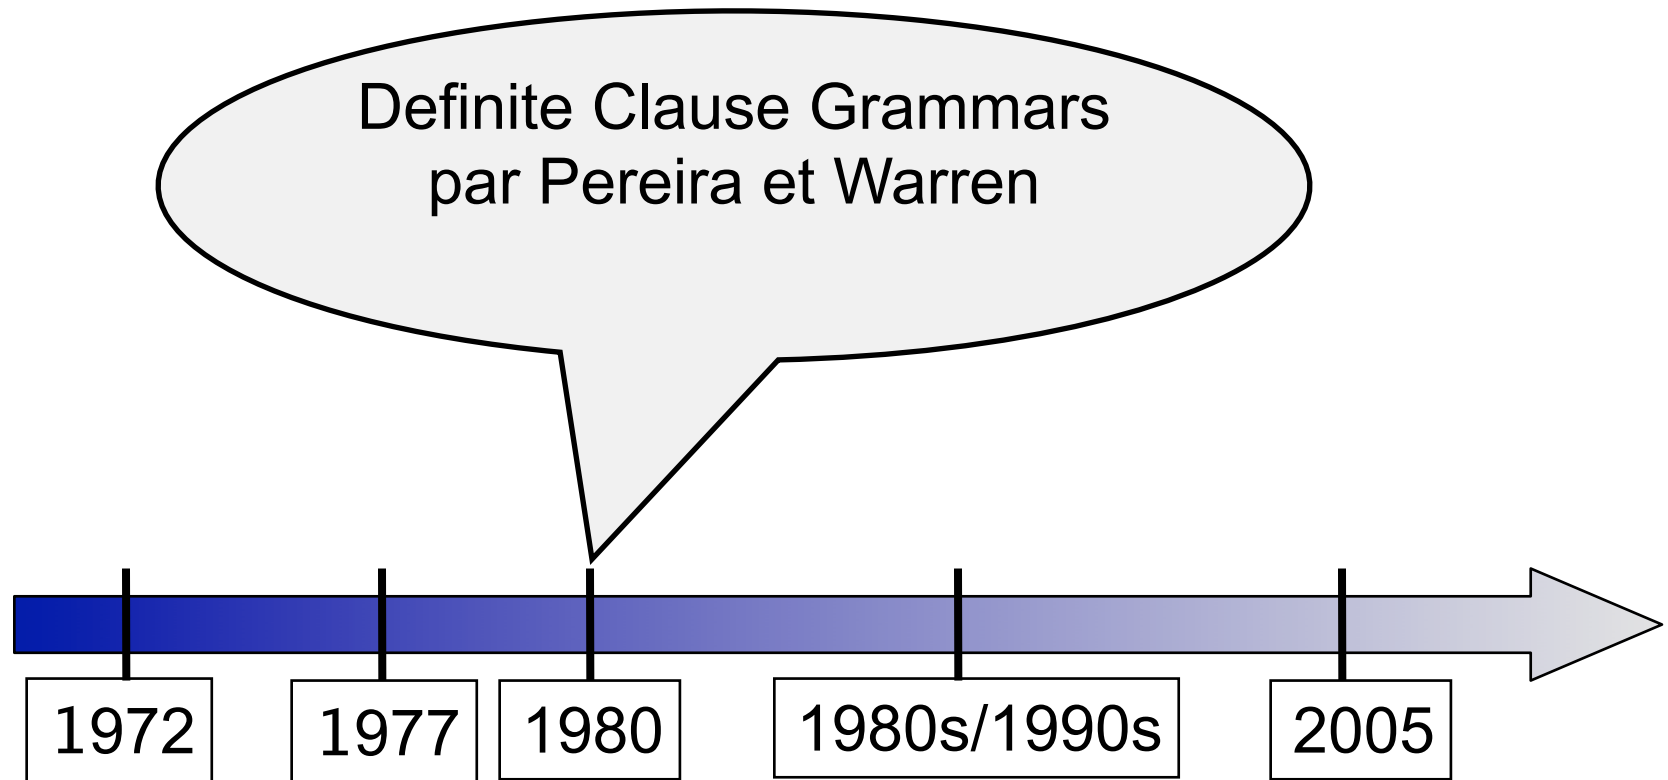 Definite Clause Grammars
par Pereira et Warren
1972
1977
1980
1980s/1990s
2005